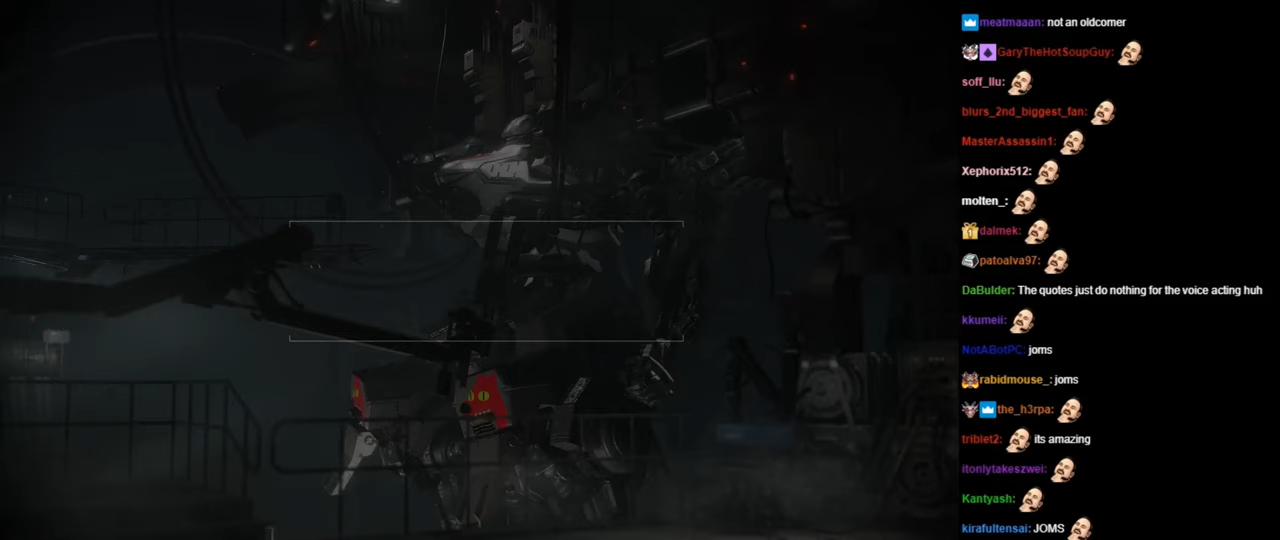 meatmaaan: not an oldcomer
GaryTheHotSoupGuy:
soff_llu:
blurs_2nd_biggest_fan:
MasterAssassin1:
Xephorix512:
molten_:
dalmek:
patoalva97:
DaBulder: The quotes just do nothing for the voice acting huh
kkumeii:
NotABotPC: joms
rabidmouse_: joms
the_h3rpa:
triblet2: its amazing
itonlytakeszwei:
Kantyash:
kirafultensai: JOMS